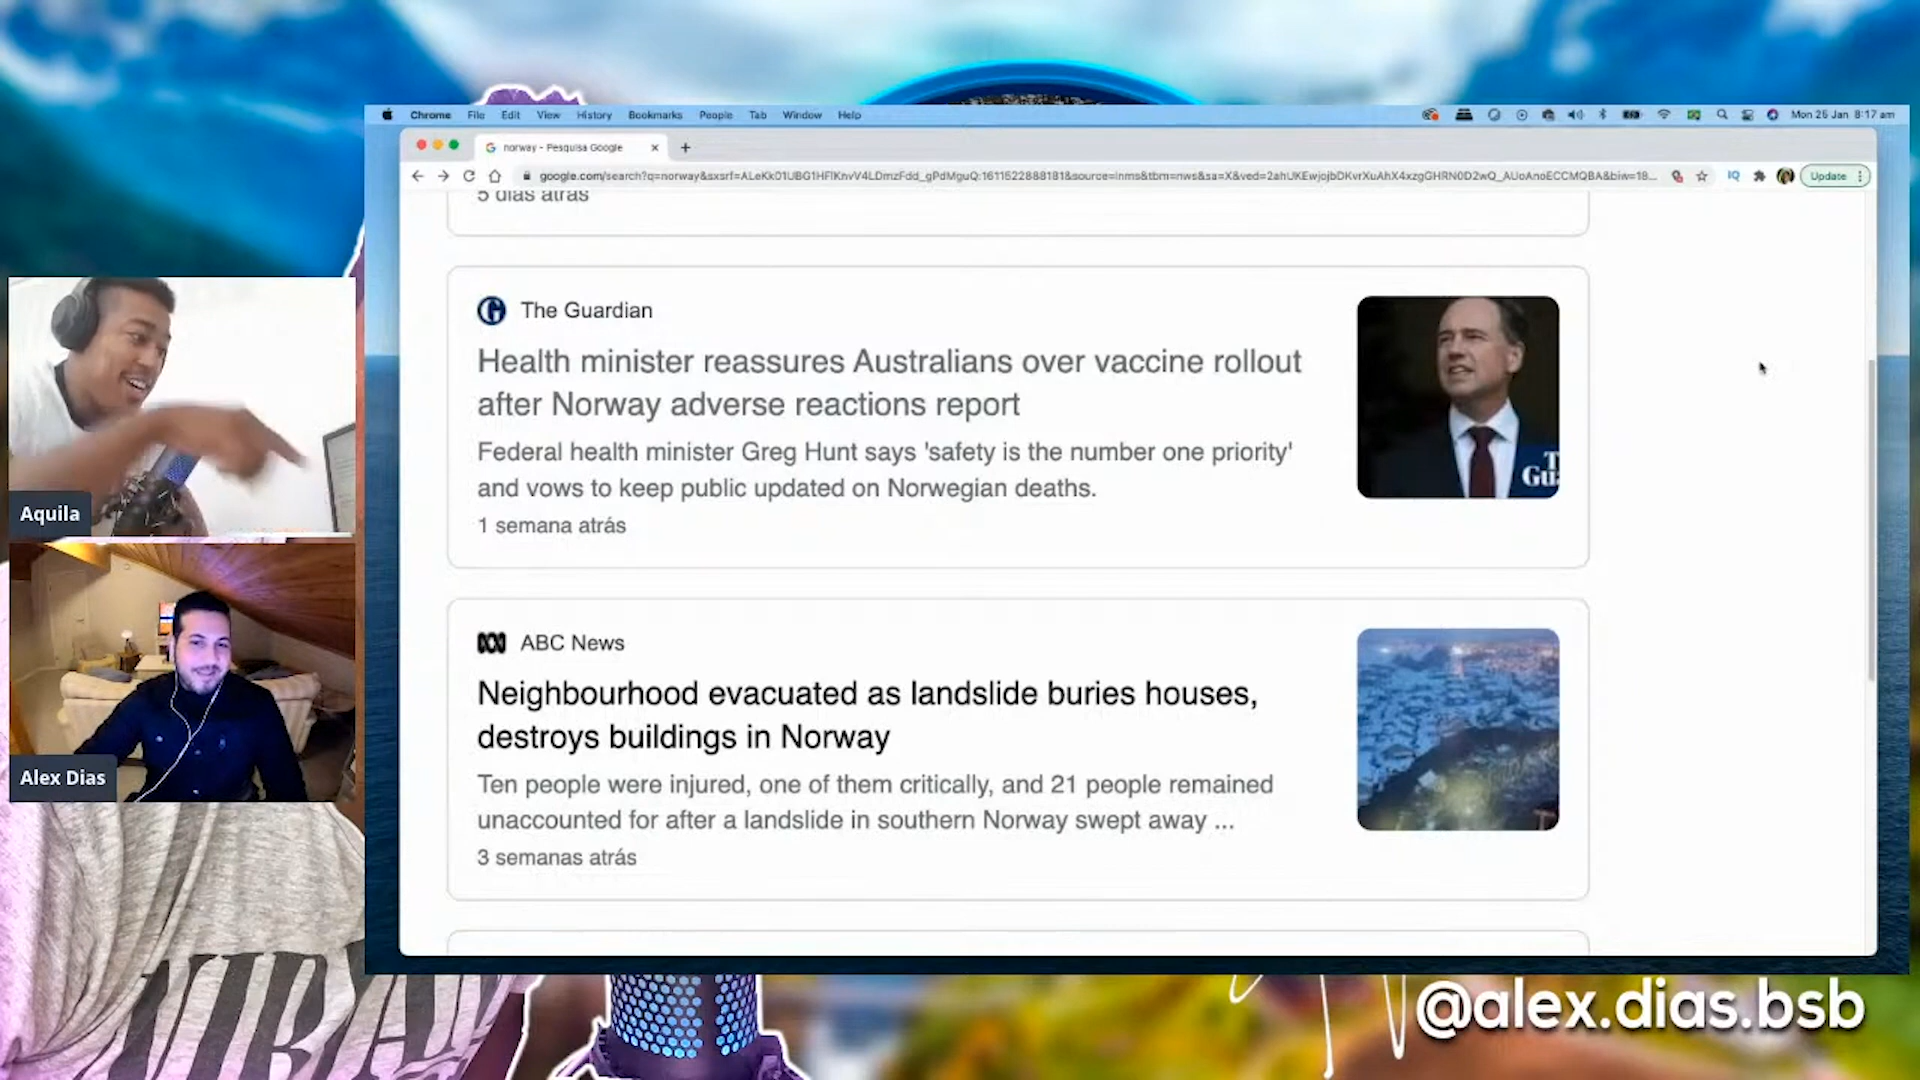 Chrome File Edit View History Bookmarks People Tab Window Help
Mon 25 Jan 8:17 am
norway - Pesquisa Google
Update
5 dias atrás
The Guardian
Health minister reassures Australians over vaccine rollout
after Norway adverse reactions report
Federal health minister Greg Hunt says 'safety is the number one priority'
and vows to keep public updated on Norwegian deaths.
1 semana atrás
ABC News
Neighbourhood evacuated as landslide buries houses,
destroys buildings in Norway
Ten people were injured, one of them critically, and 21 people remained
unaccounted for after a landslide in southern Norway swept away ...
3 semanas atrás
Aquila
Alex Dias
@alex.dias.bsb